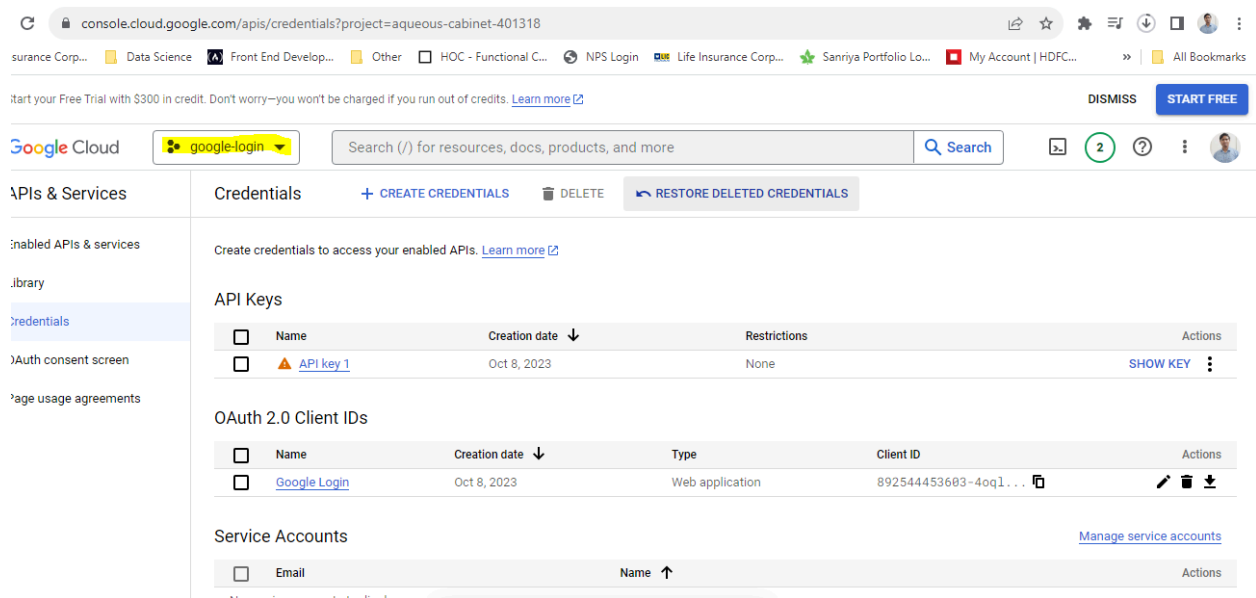 console.cloud.google.com/apis/credentials?project=aqueous-cabinet-401318
surance Corp... Data Science Front End Develop... Other HOC - Functional C... NPS Login Life Insurance Corp... Sanriya Portfolio Lo... My Account | HDFC... » All Bookmarks
tart your Free Trial with $300 in credit. Don't worry—you won't be charged if you run out of credits. Learn more DISMISS START FREE
Google Cloud google-login Search (/) for resources, docs, products, and more Search 2
APIs & Services Credentials + CREATE CREDENTIALS DELETE RESTORE DELETED CREDENTIALS
Enabled APIs & services Create credentials to access your enabled APIs. Learn more
Library
Credentials
OAuth consent screen
Page usage agreements
API Keys
Name Creation date Restrictions Actions
API key 1 Oct 8, 2023 None SHOW KEY
OAuth 2.0 Client IDs
Name Creation date Type Client ID Actions
Google Login Oct 8, 2023 Web application 892544453603-4oql...
Service Accounts Manage service accounts
Email Name Actions